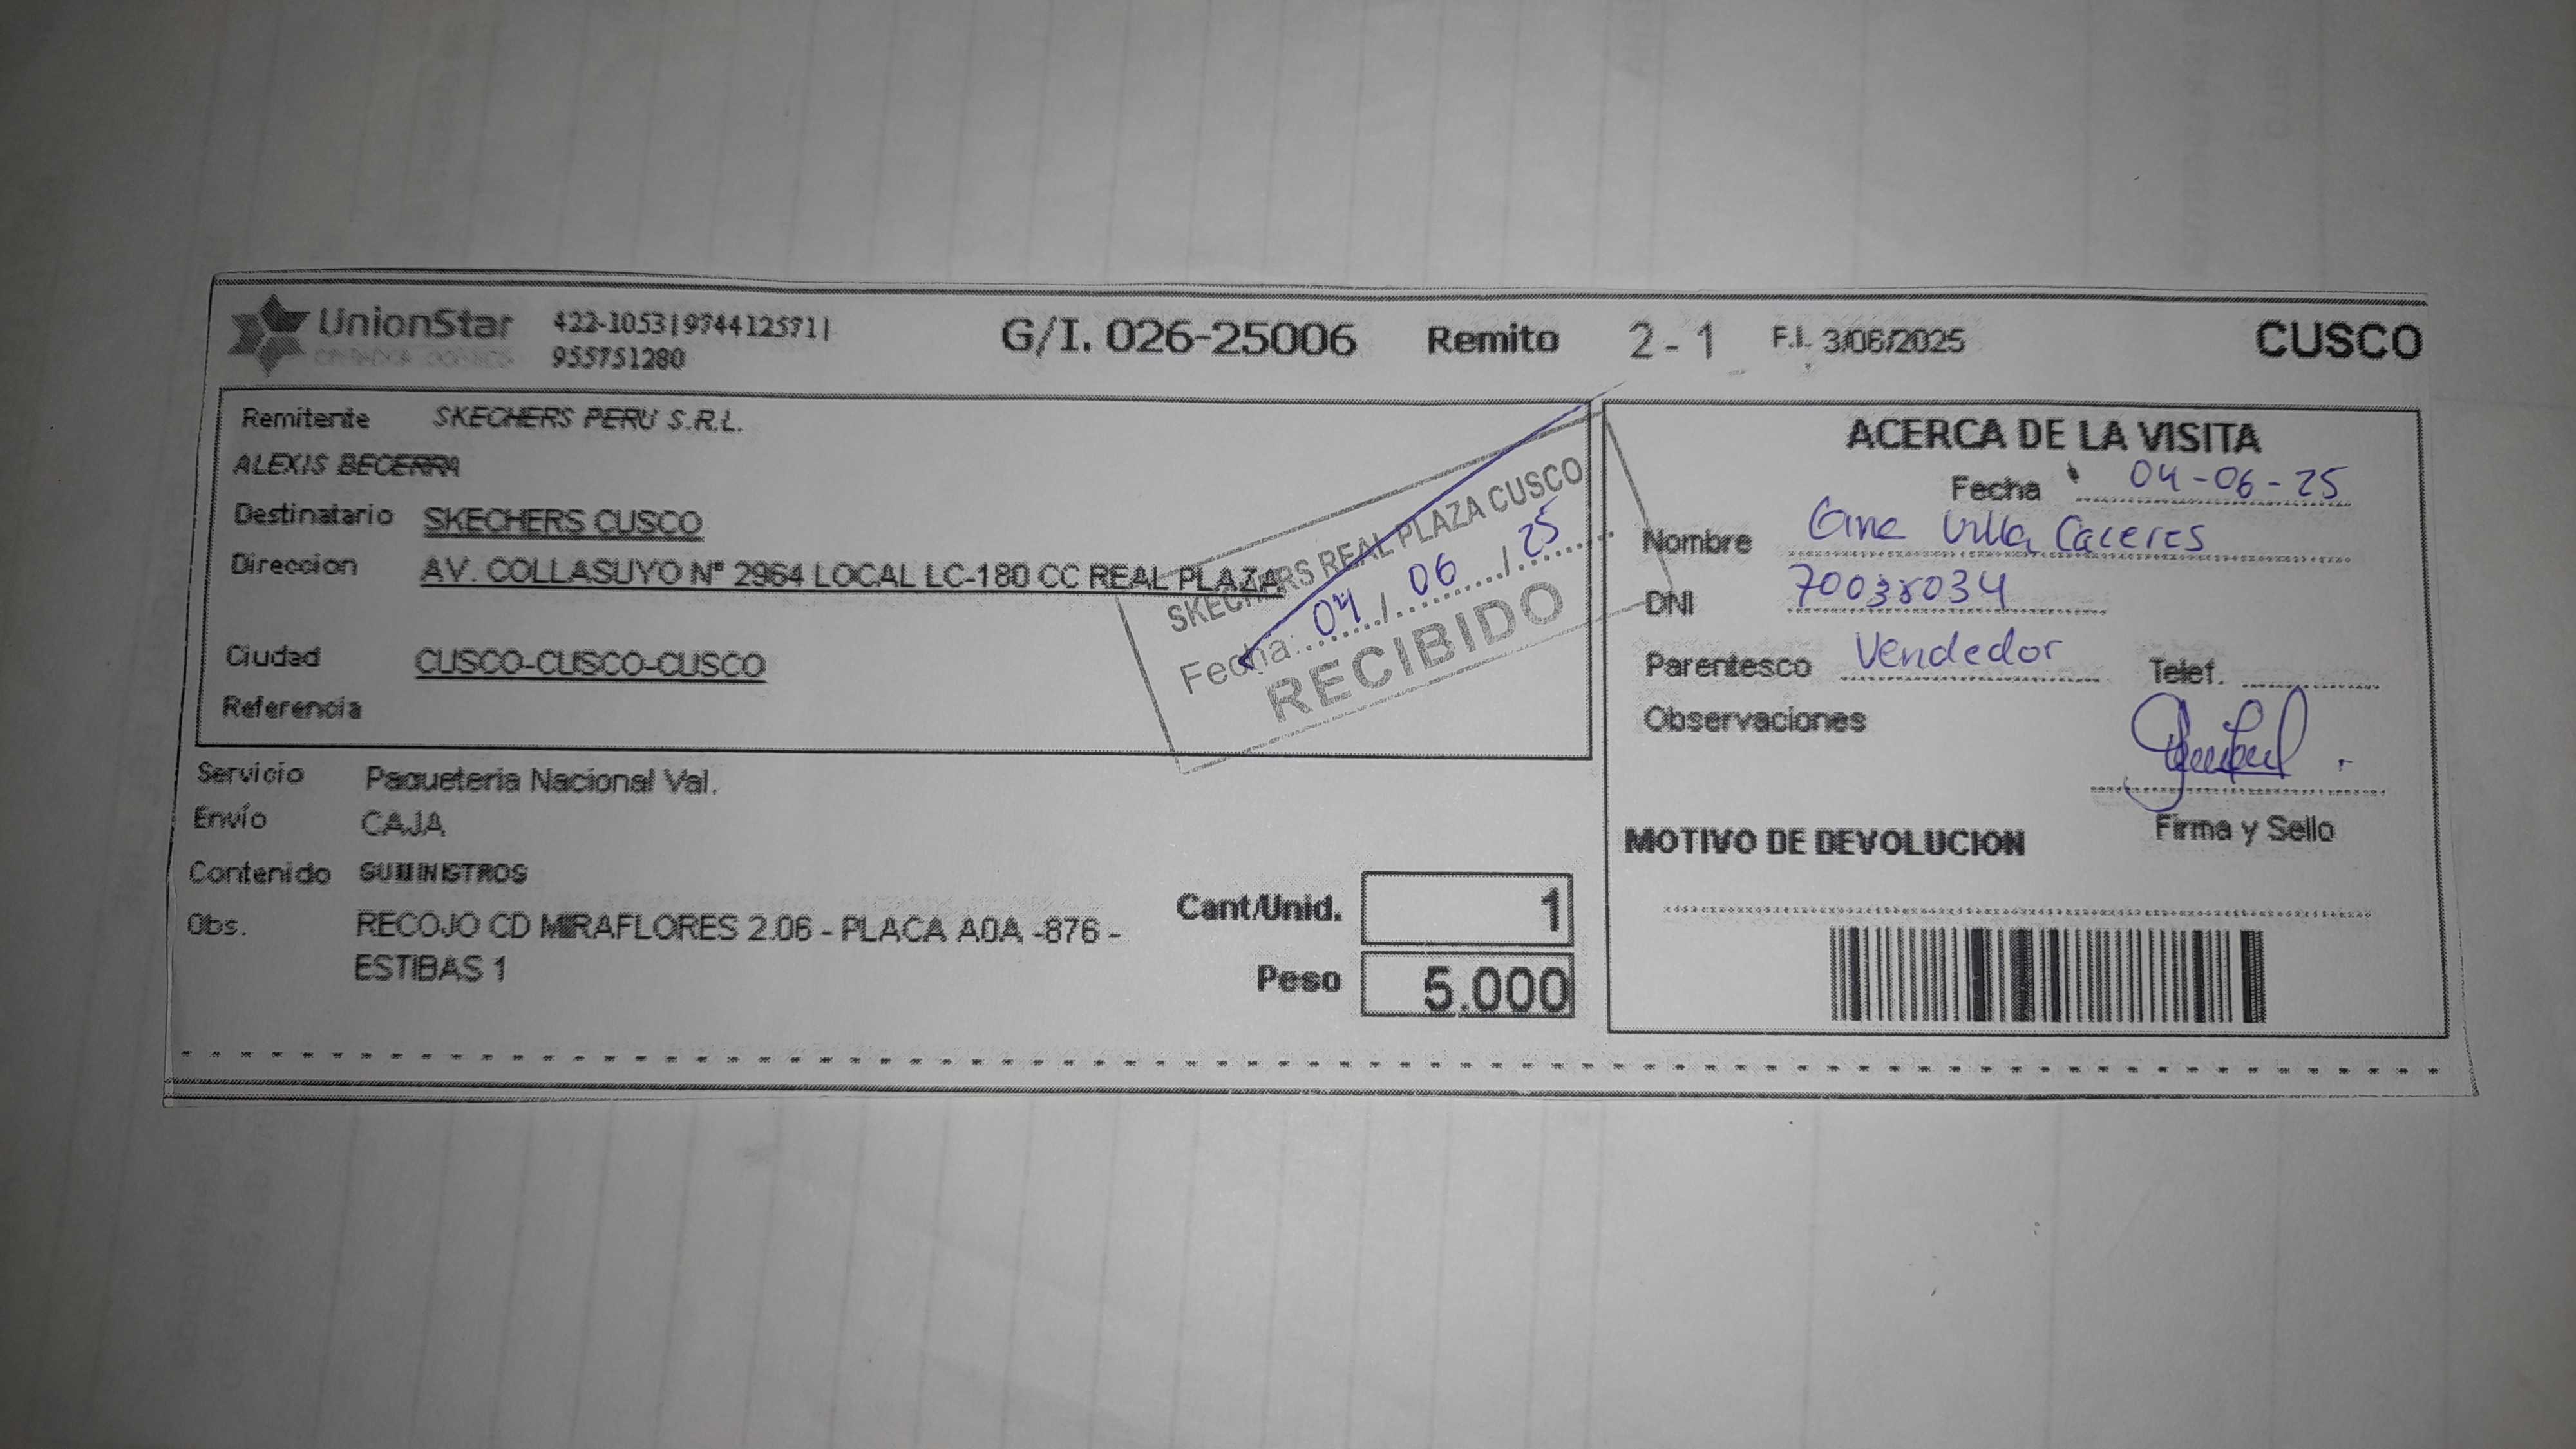 UnionStar 422-1053|974412571|
955751280
G/I. 026-25006 Remito 2 - 1 F.I. 3/06/2025 CUSCO
Remitente SKECHERS PERU S.R.L.
ALEXIS BECERRA
Destinatario SKECHERS CUSCO
Direccion AV. COLLASUYO N° 2964 LOCAL LC-180 CC REAL PLAZA
Ciudad CUSCO-CUSCO-CUSCO
Referencia
SKECHERS REAL PLAZA CUSCO
Fecha: 04 / 06 / 25
RECIBIDO
Servicio Paqueteria Nacional Val.
Envío CAJA
Contenido SUMINISTROS
Obs. RECOJO CD MIRAFLORES 2.06 - PLACA A0A -876 -
ESTIBAS 1
Cant/Unid. 1
Peso 5.000
ACERCA DE LA VISITA
Fecha 04-06-25
Nombre Villa Caceres
DNI
Parentesco Vendedor Telef.
Observaciones
Firma y Sello
MOTIVO DE DEVOLUCION